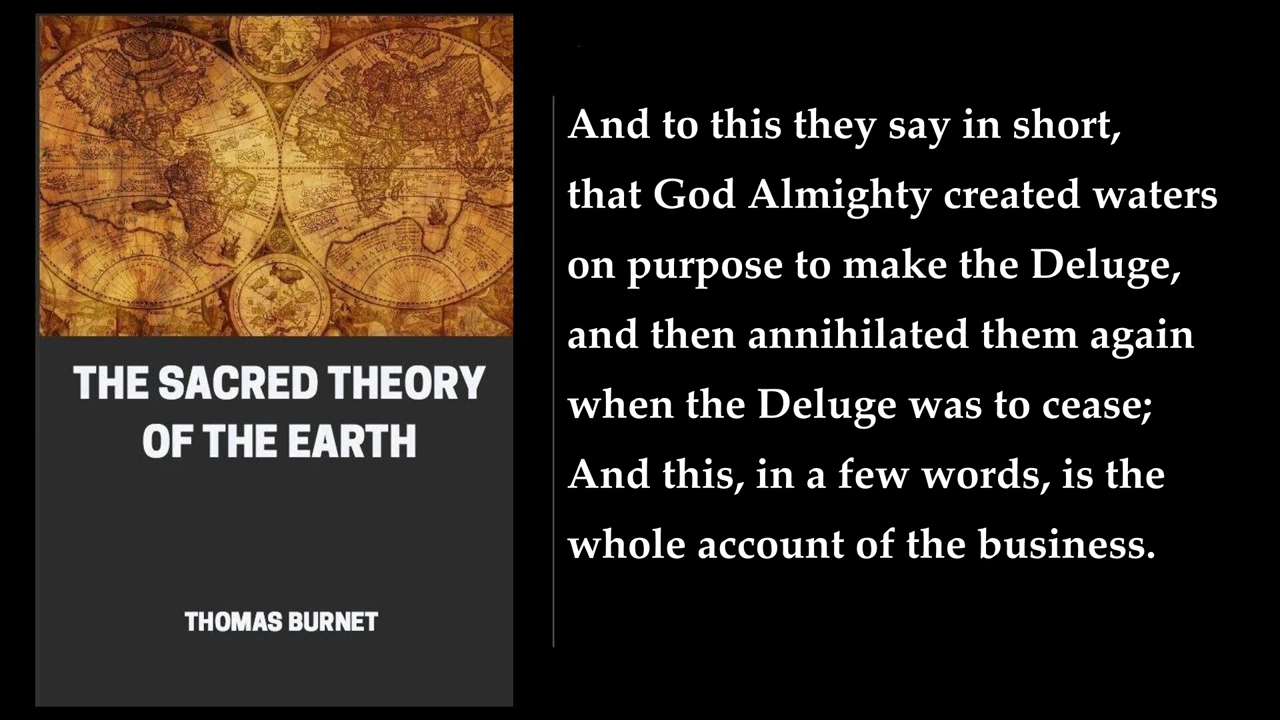 THE SACRED THEORY
OF THE EARTH
THOMAS BURNET
And to this they say in short,
that God Almighty created waters
on purpose to make the Deluge,
and then annihilated them again
when the Deluge was to cease;
And this, in a few words, is the
whole account of the business.